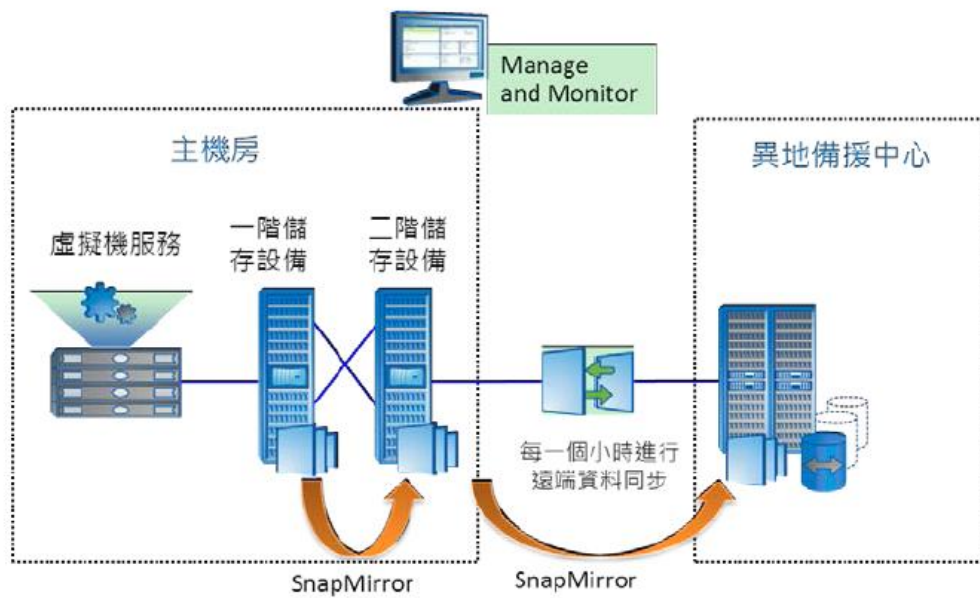 Manage
and Monitor
主機房
異地備援中心
虛擬機服務
一階儲
存設備
二階儲
存設備
每一個小時進行
遠端資料同步
SnapMirror
SnapMirror